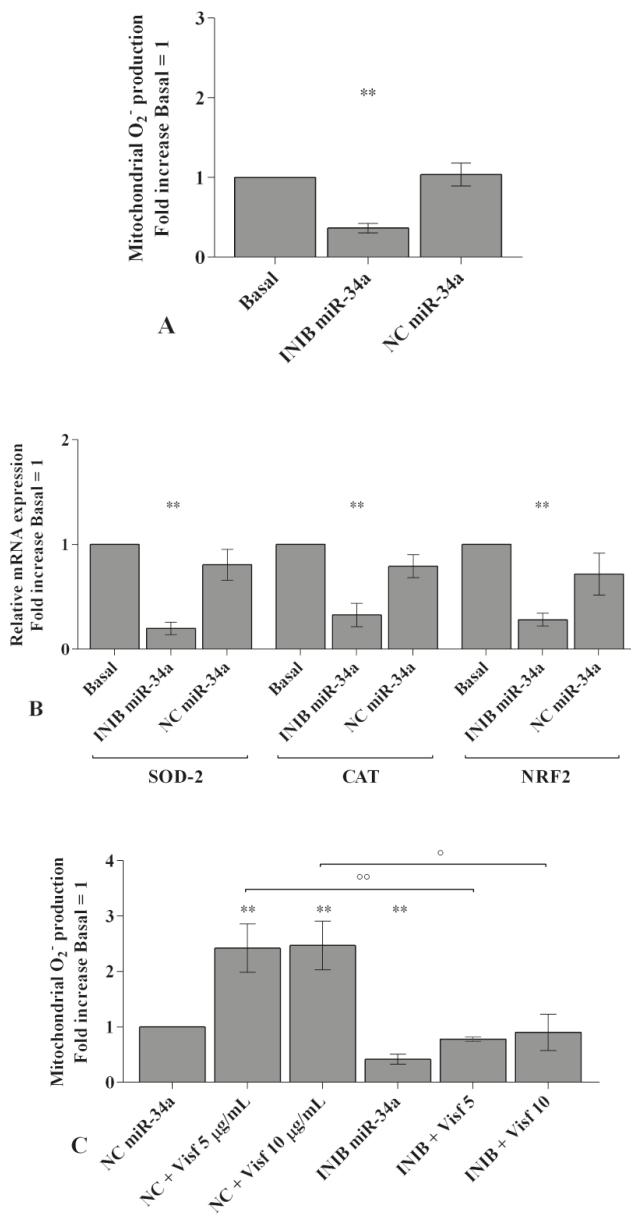 Mitochondrial O2- production
Fold increase Basal = 1
3
2
1
0
**
Basal
INIB miR-34a
NC miR-34a
A
Relative mRNA expression
Fold increase Basal = 1
2
1
0
**
**
**
Basal
INIB miR-34a
NC miR-34a
Basal
INIB miR-34a
NC miR-34a
Basal
INIB miR-34a
NC miR-34a
SOD-2
CAT
NRF2
B
Mitochondrial O2- production
Fold increase Basal = 1
4
3
2
1
0
°
°°
**
**
**
NC miR-34a
NC + Visf 5 µg/mL
NC + Visf 10 µg/mL
INIB miR-34a
INIB + Visf 5
INIB + Visf 10
C